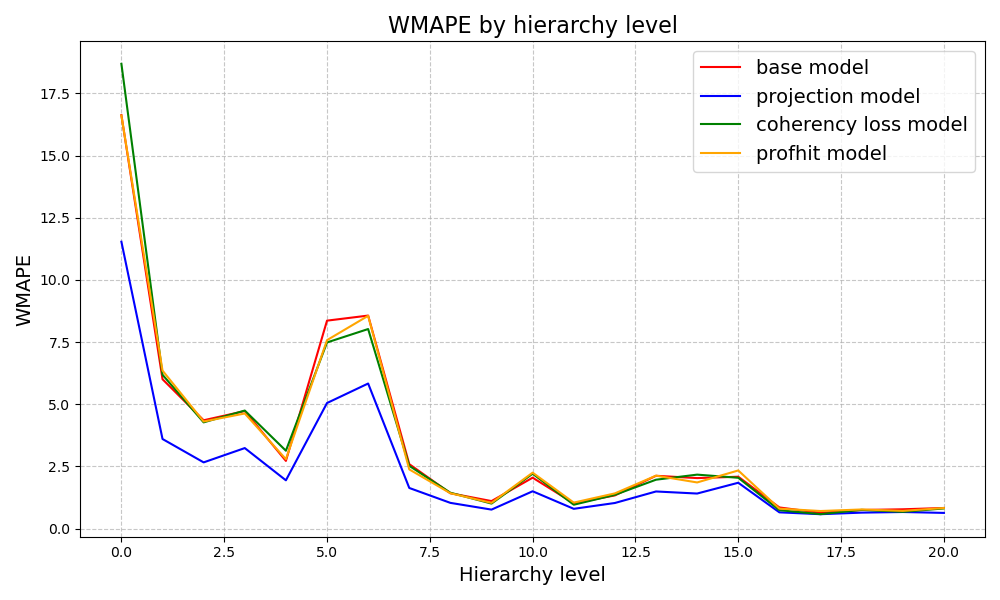 WMAPE by hierarchy level
base model
projection model
coherency loss model
profhit model
WMAPE
17.5
15.0
12.5
10.0
7.5
5.0
2.5
0.0
0.0 2.5 5.0 7.5 10.0 12.5 15.0 17.5 20.0
Hierarchy level